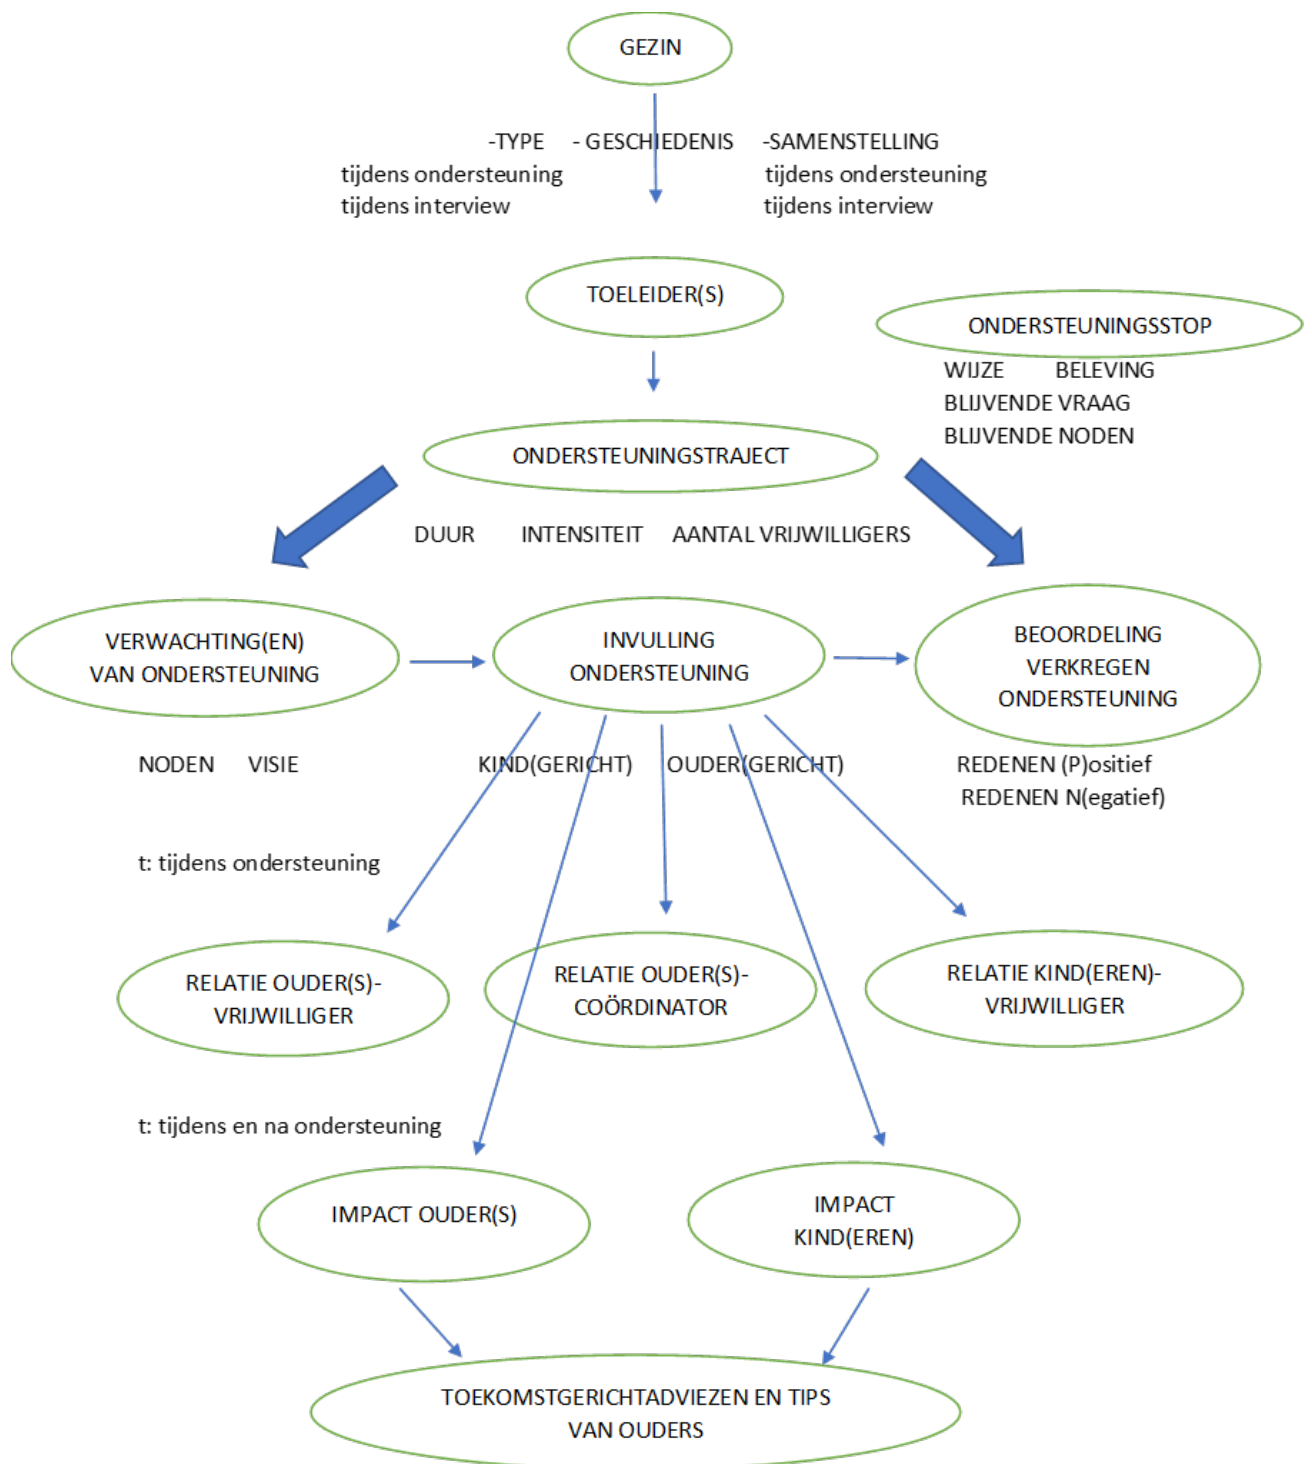 GEZIN
-TYPE - GESCHIEDENIS -SAMENSTELLING
tijdens ondersteuning tijdens ondersteuning
tijdens interview tijdens interview
TOELEIDER(S)
ONDERSTEUNINGSSTOP
WIJZE BELEVING
BLIJVENDE VRAAG
BLIJVENDE NODEN
ONDERSTEUNINGSTRAJECT
DUUR INTENSITEIT AANTAL VRIJWILLIGERS
VERWACHTING(EN)
VAN ONDERSTEUNING
INVULLING
ONDERSTEUNING
BEOORDELING
VERKREGEN
ONDERSTEUNING
NODEN VISIE
KIND(GERICHT) OUDER(GERICHT)
REDENEN (P)ositief
REDENEN N(egatief)
t: tijdens ondersteuning
RELATIE OUDER(S)-
VRIJWILLIGER
RELATIE OUDER(S)-
COÖRDINATOR
RELATIE KIND(EREN)-
VRIJWILLIGER
t: tijdens en na ondersteuning
IMPACT OUDER(S)
IMPACT
KIND(EREN)
TOEKOMSTGERICHTADVIEZEN EN TIPS
VAN OUDERS